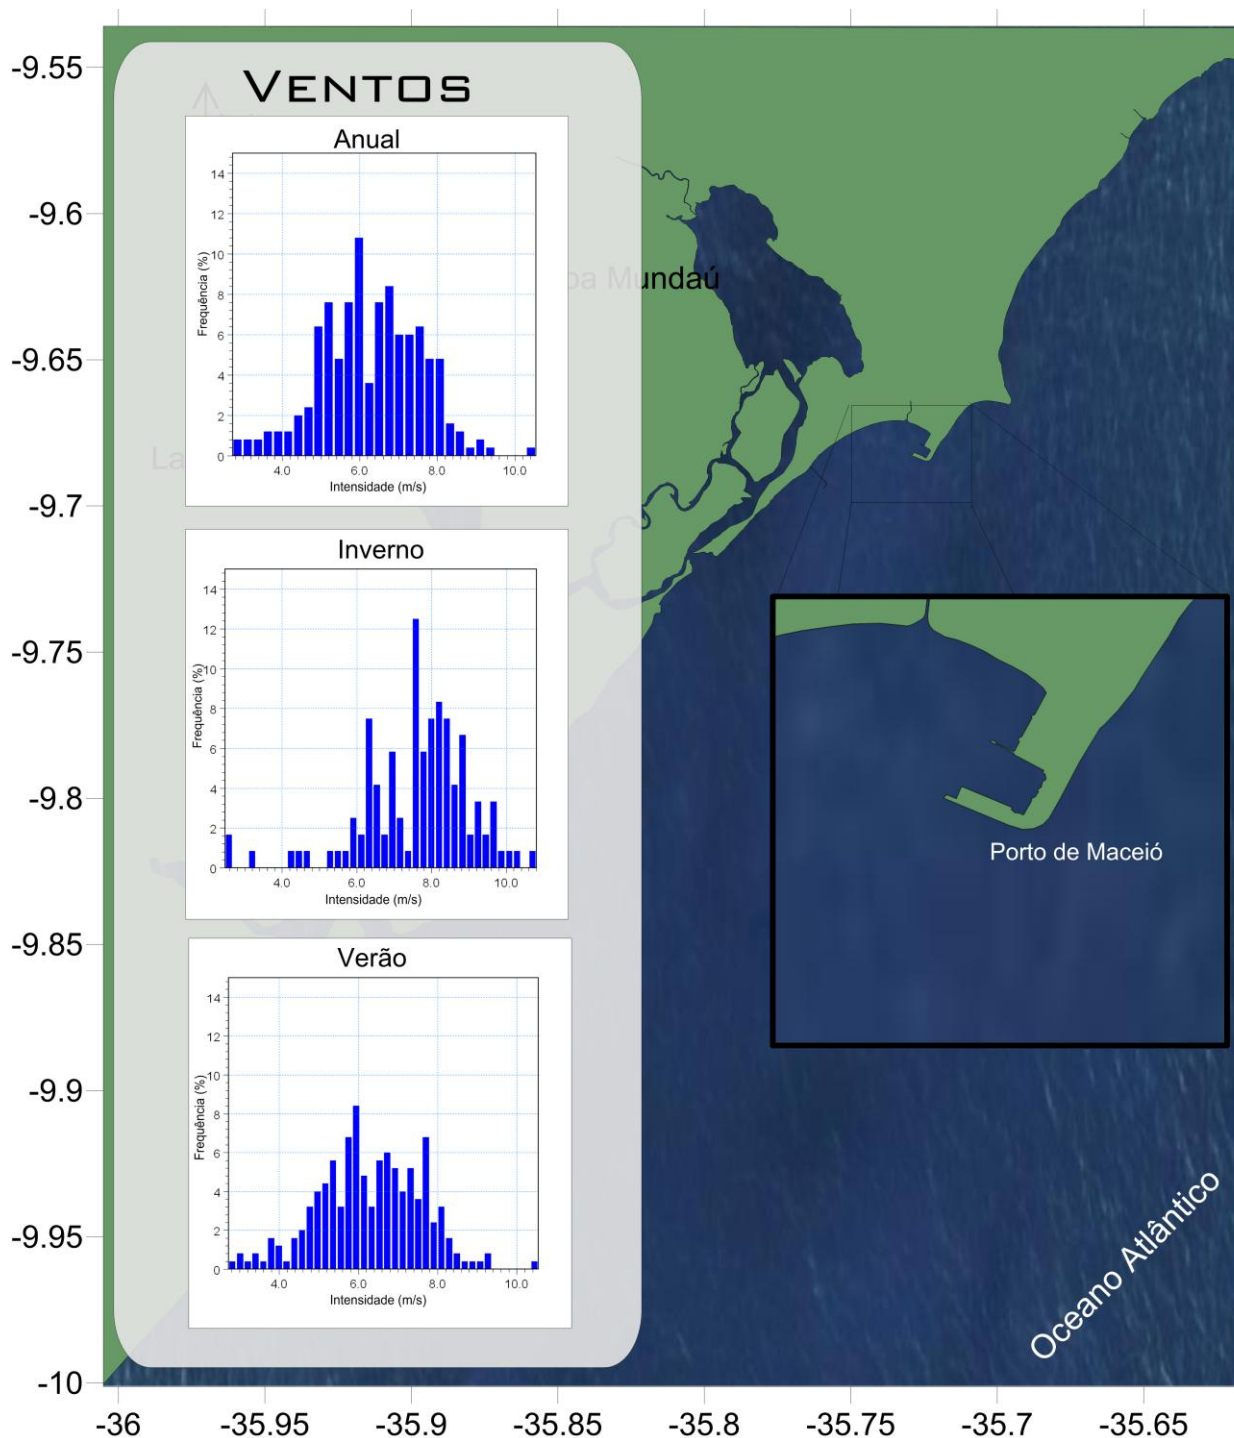 VENTOS
Anual
14
12
10
8
6
4
2
0
Frequência (%)
4.0 6.0 8.0 10.0
Intensidade (m/s)
Inverno
14
12
10
8
6
4
2
0
Frequência (%)
4.0 6.0 8.0 10.0
Intensidade (m/s)
Verão
14
12
10
8
6
4
2
0
Frequência (%)
4.0 6.0 8.0 10.0
Intensidade (m/s)
Mundaú
Porto de Maceió
Oceano Atlântico
-9.55
-9.6
-9.65
-9.7
-9.75
-9.8
-9.85
-9.9
-9.95
-10
-36 -35.95 -35.9 -35.85 -35.8 -35.75 -35.7 -35.65